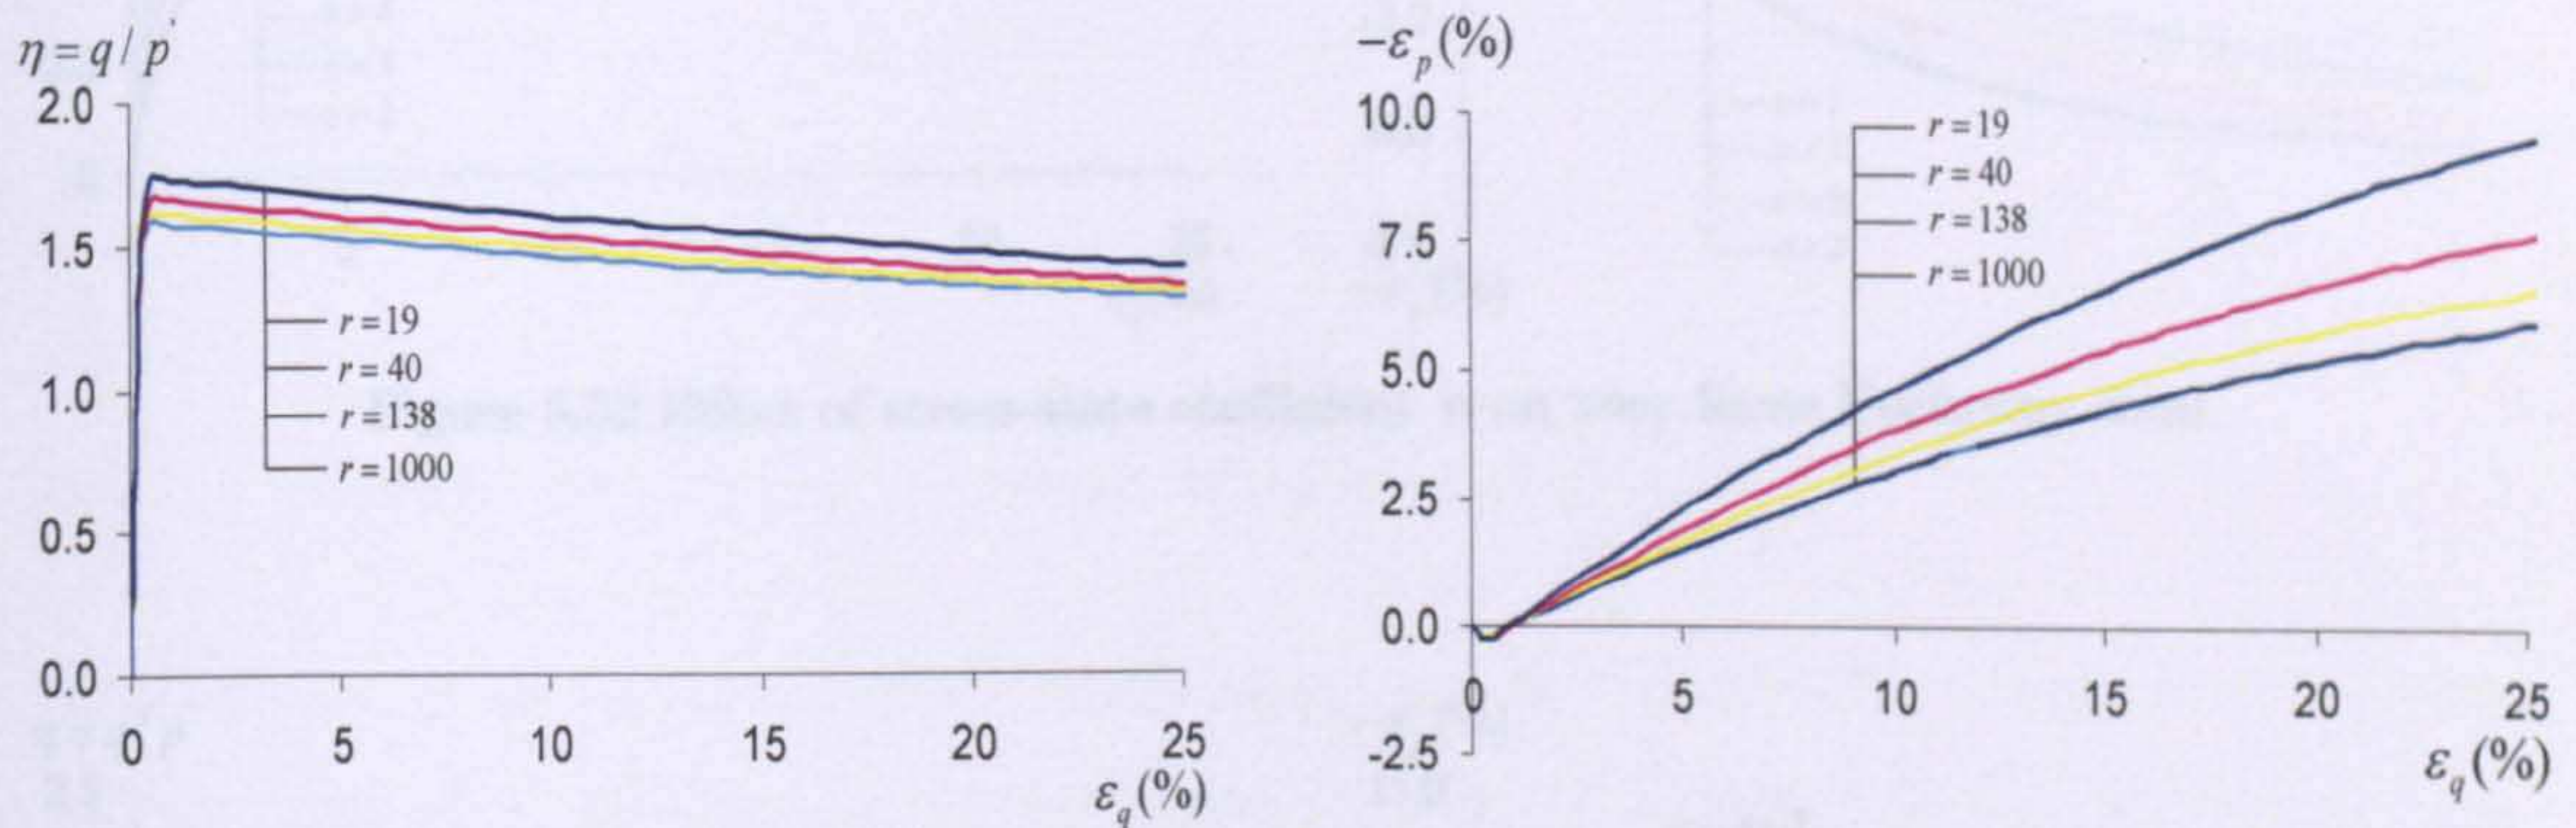 η = q / p'
2.0
1.5
1.0
0.5
0.0
0 5 10 15 20 25
ε_q (%)
r = 19
r = 40
r = 138
r = 1000
−ε_p (%)
10.0
7.5
5.0
2.5
0.0
-2.5
0 5 10 15 20 25
ε_q (%)
r = 19
r = 40
r = 138
r = 1000